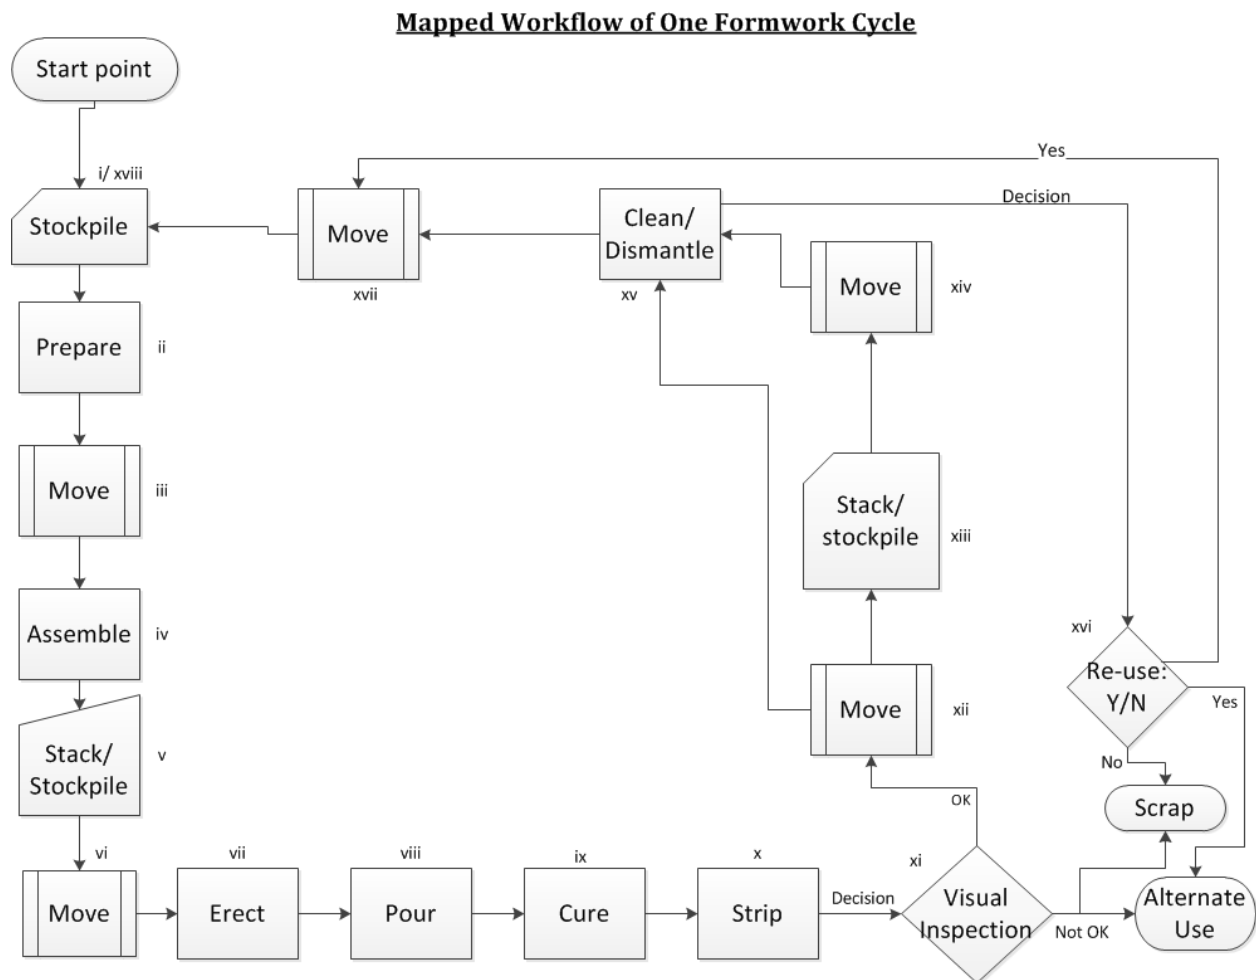 Mapped Workflow of One Formwork Cycle
Start point
i/ xviii
Stockpile
Prepare
ii
Move
iii
Assemble
iv
Stack/
Stockpile
v
vi
Move
vii
Erect
viii
Pour
ix
Cure
x
Strip
Decision
xi
Visual
Inspection
OK
Not OK
Move
xii
Stack/
stockpile
xiii
Move
xiv
Clean/
Dismantle
xv
Decision
xvi
Re-use:
Y/N
Yes
Yes
No
Scrap
Alternate
Use
Move
xvii